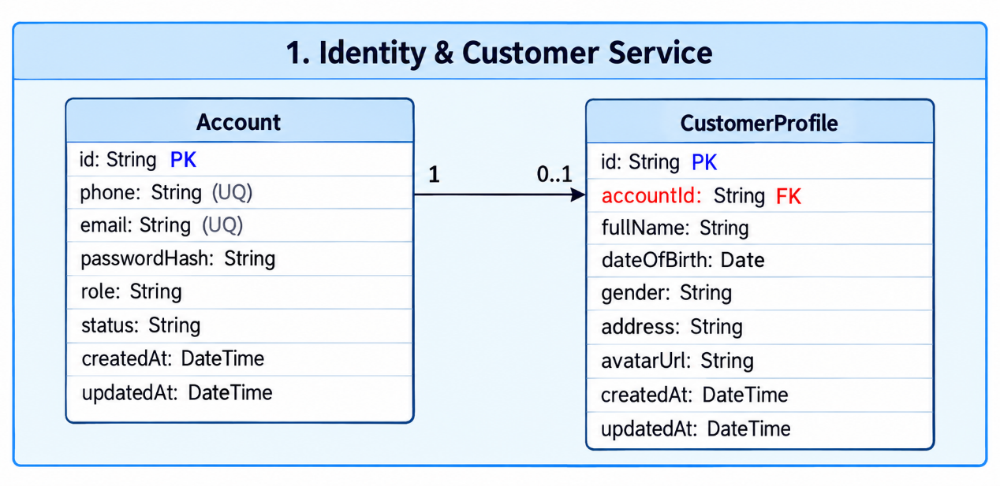 1. Identity & Customer Service
Account
id: String PK
phone: String (UQ)
email: String (UQ)
passwordHash: String
role: String
status: String
createdAt: DateTime
updatedAt: DateTime
1
0..1
CustomerProfile
id: String PK
accountId: String FK
fullName: String
dateOfBirth: Date
gender: String
address: String
avatarUrl: String
createdAt: DateTime
updatedAt: DateTime